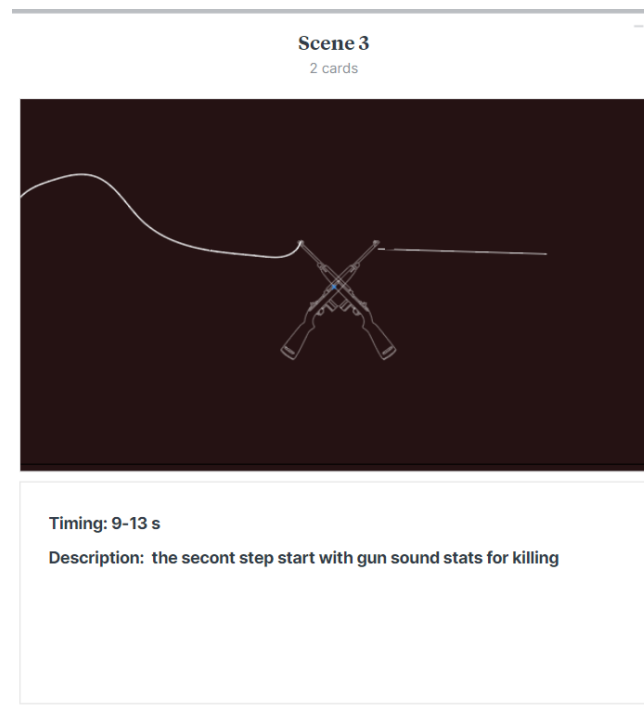 Scene 3
2 cards
Timing: 9-13 s
Description: the secont step start with gun sound stats for killing